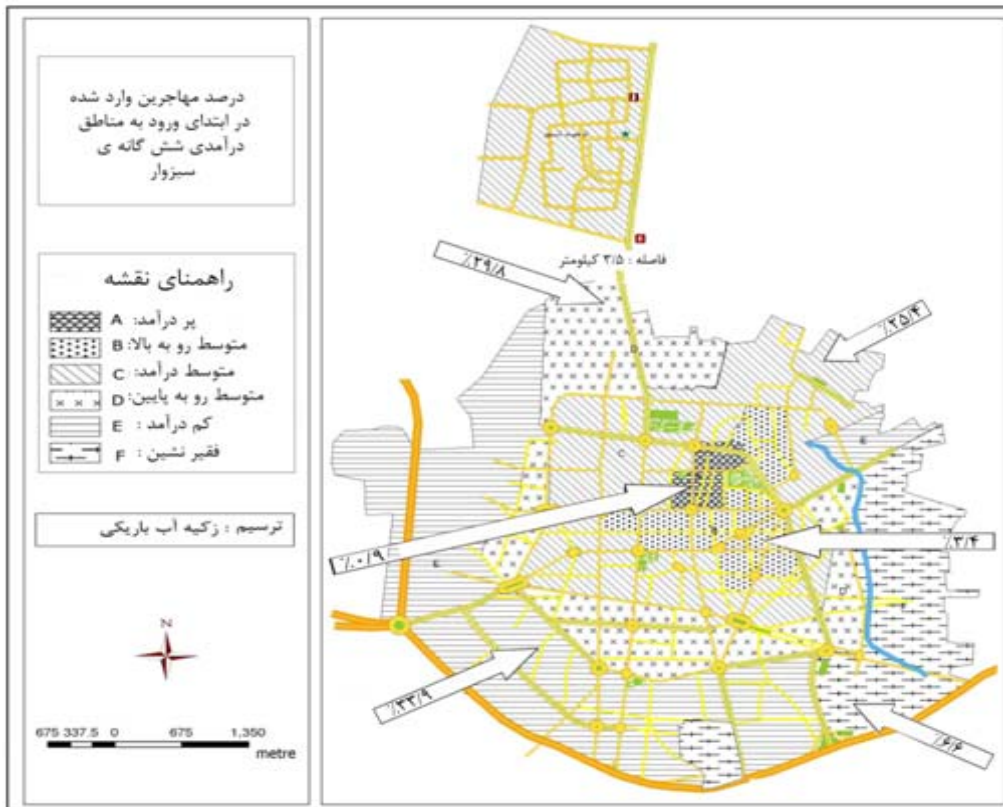 درصد مهاجرین وارد شده
در ابتدای ورود به مناطق
درآمدی شش گانه ی
سبزوار
راهنمای نقشه
A پر درآمد:
B متوسط رو به بالا:
C متوسط درآمد:
D متوسط رو به پایین:
E کم درآمد :
F فقیر نشین :
ترسیم : زکیه آب باریکی
N
675 337.5 0 675 1,350
metre
فاصله : ۳/۵ کیلومتر
٪۲۹/۸
٪۲۵/۴
٪۰/۹
٪۳/۴
٪۳۳/۹
٪۶/۶
D
E
C
B
E
D
F